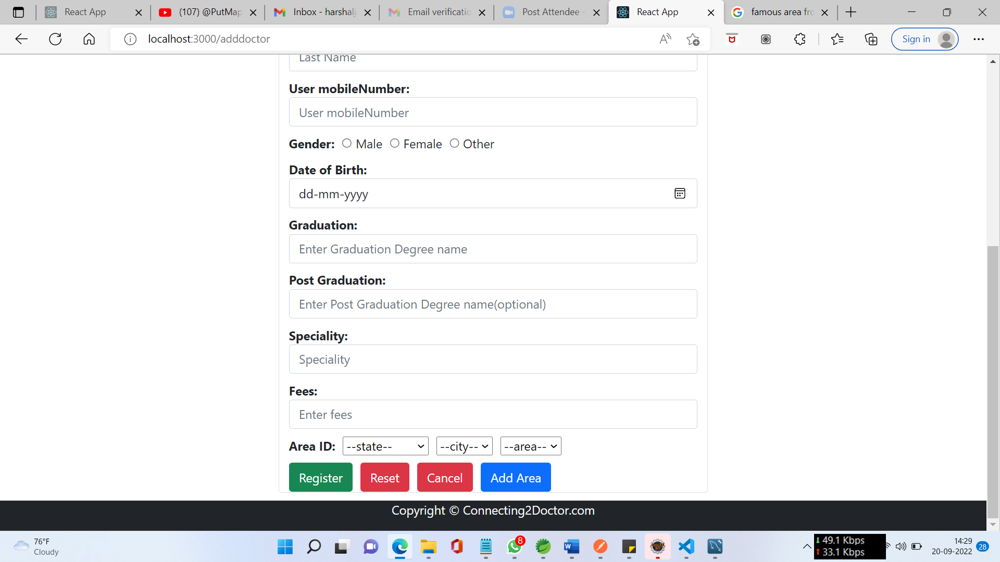 React App
(107) @PutMap
Inbox - harshalj
Email verificatio
Post Attendee -
React App
famous area fro
localhost:3000/adddoctor
Sign in
Last Name
User mobileNumber:
User mobileNumber
Gender: Male Female Other
Date of Birth:
dd-mm-yyyy
Graduation:
Enter Graduation Degree name
Post Graduation:
Enter Post Graduation Degree name(optional)
Speciality:
Speciality
Fees:
Enter fees
Area ID: --state-- --city-- --area--
Register Reset Cancel Add Area
Copyright © Connecting2Doctor.com
76°F
Cloudy
8
49.1 Kbps
33.1 Kbps
14:29
20-09-2022
28